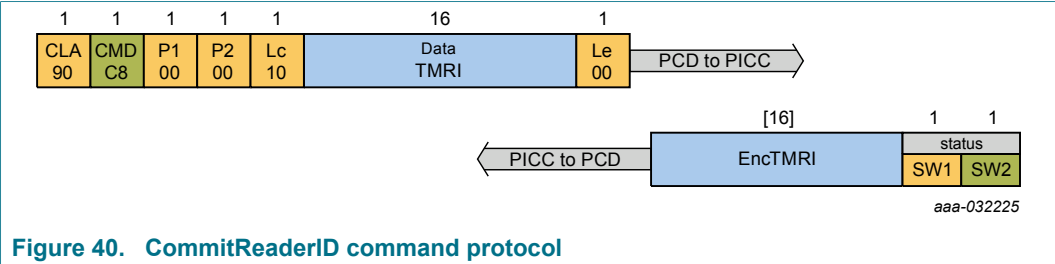 1 1 1 1 1 16 1
CLA CMD P1 P2 Lc Data Le
90 C8 00 00 10 TMRI 00
PCD to PICC
[16] 1 1
PICC to PCD
EncTMRI
status
SW1 SW2
aaa-032225
Figure 40. CommitReaderID command protocol